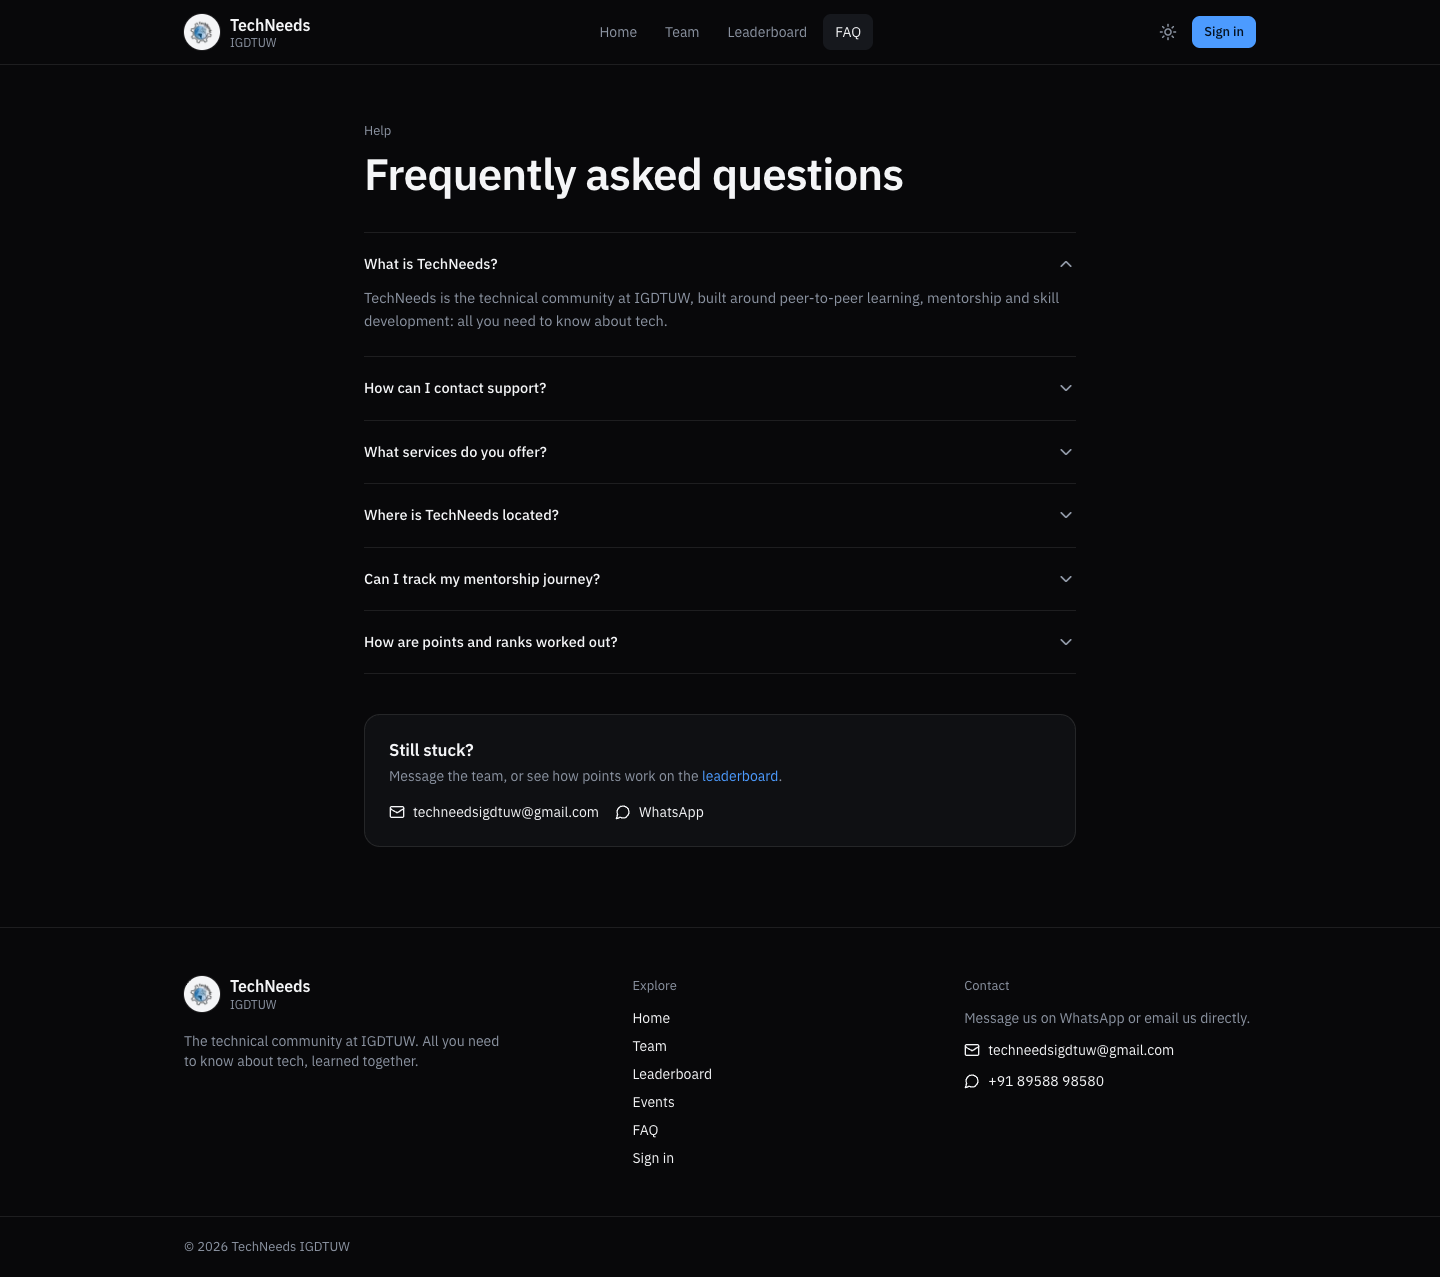 TechNeeds
IGDTUW
Home
Team
Leaderboard
FAQ
Sign in
Help
Frequently asked questions
What is TechNeeds?
TechNeeds is the technical community at IGDTUW, built around peer-to-peer learning, mentorship and skill
development: all you need to know about tech.
How can I contact support?
What services do you offer?
Where is TechNeeds located?
Can I track my mentorship journey?
How are points and ranks worked out?
Still stuck?
Message the team, or see how points work on the leaderboard.
techneedsigdtuw@gmail.com
WhatsApp
TechNeeds
IGDTUW
The technical community at IGDTUW. All you need
to know about tech, learned together.
Explore
Home
Team
Leaderboard
Events
FAQ
Sign in
Contact
Message us on WhatsApp or email us directly.
techneedsigdtuw@gmail.com
+91 89588 98580
© 2026 TechNeeds IGDTUW